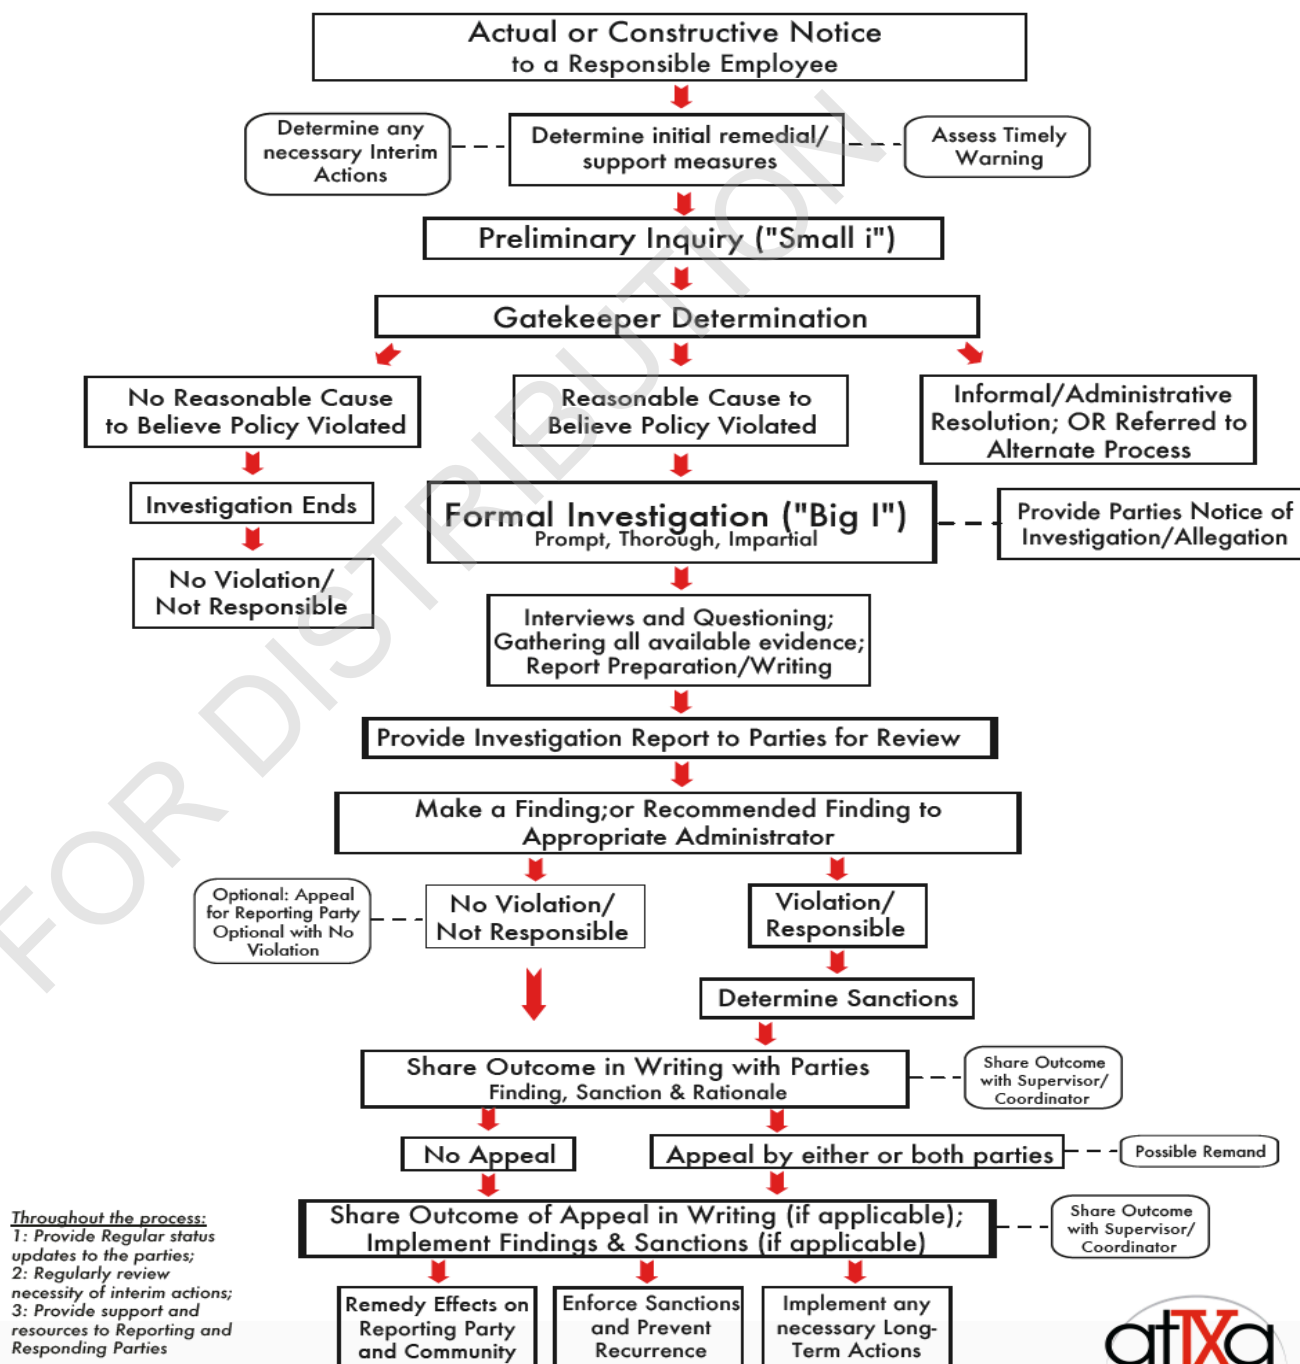 Actual or Constructive Notice
to a Responsible Employee
Determine any
necessary Interim
Actions
Determine initial remedial/
support measures
Assess Timely
Warning
Preliminary Inquiry ("Small i")
Gatekeeper Determination
No Reasonable Cause
to Believe Policy Violated
Reasonable Cause to
Believe Policy Violated
Informal/Administrative
Resolution; OR Referred to
Alternate Process
Investigation Ends
Formal Investigation ("Big I")
Prompt, Thorough, Impartial
Provide Parties Notice of
Investigation/Allegation
No Violation/
Not Responsible
Interviews and Questioning;
Gathering all available evidence;
Report Preparation/Writing
Provide Investigation Report to Parties for Review
Make a Finding;or Recommended Finding to
Appropriate Administrator
Optional: Appeal
for Reporting Party
Optional with No
Violation
No Violation/
Not Responsible
Violation/
Responsible
Determine Sanctions
Share Outcome in Writing with Parties
Finding, Sanction & Rationale
Share Outcome
with Supervisor/
Coordinator
No Appeal
Appeal by either or both parties
Possible Remand
Share Outcome of Appeal in Writing (if applicable);
Implement Findings & Sanctions (if applicable)
Share Outcome
with Supervisor/
Coordinator
Throughout the process:
1: Provide Regular status
updates to the parties;
2: Regularly review
necessity of interim actions;
3: Provide support and
resources to Reporting and
Responding Parties
Remedy Effects on
Reporting Party
and Community
Enforce Sanctions
and Prevent
Recurrence
Implement any
necessary Long-
Term Actions
atIXa
FOR DISTRIBUTION